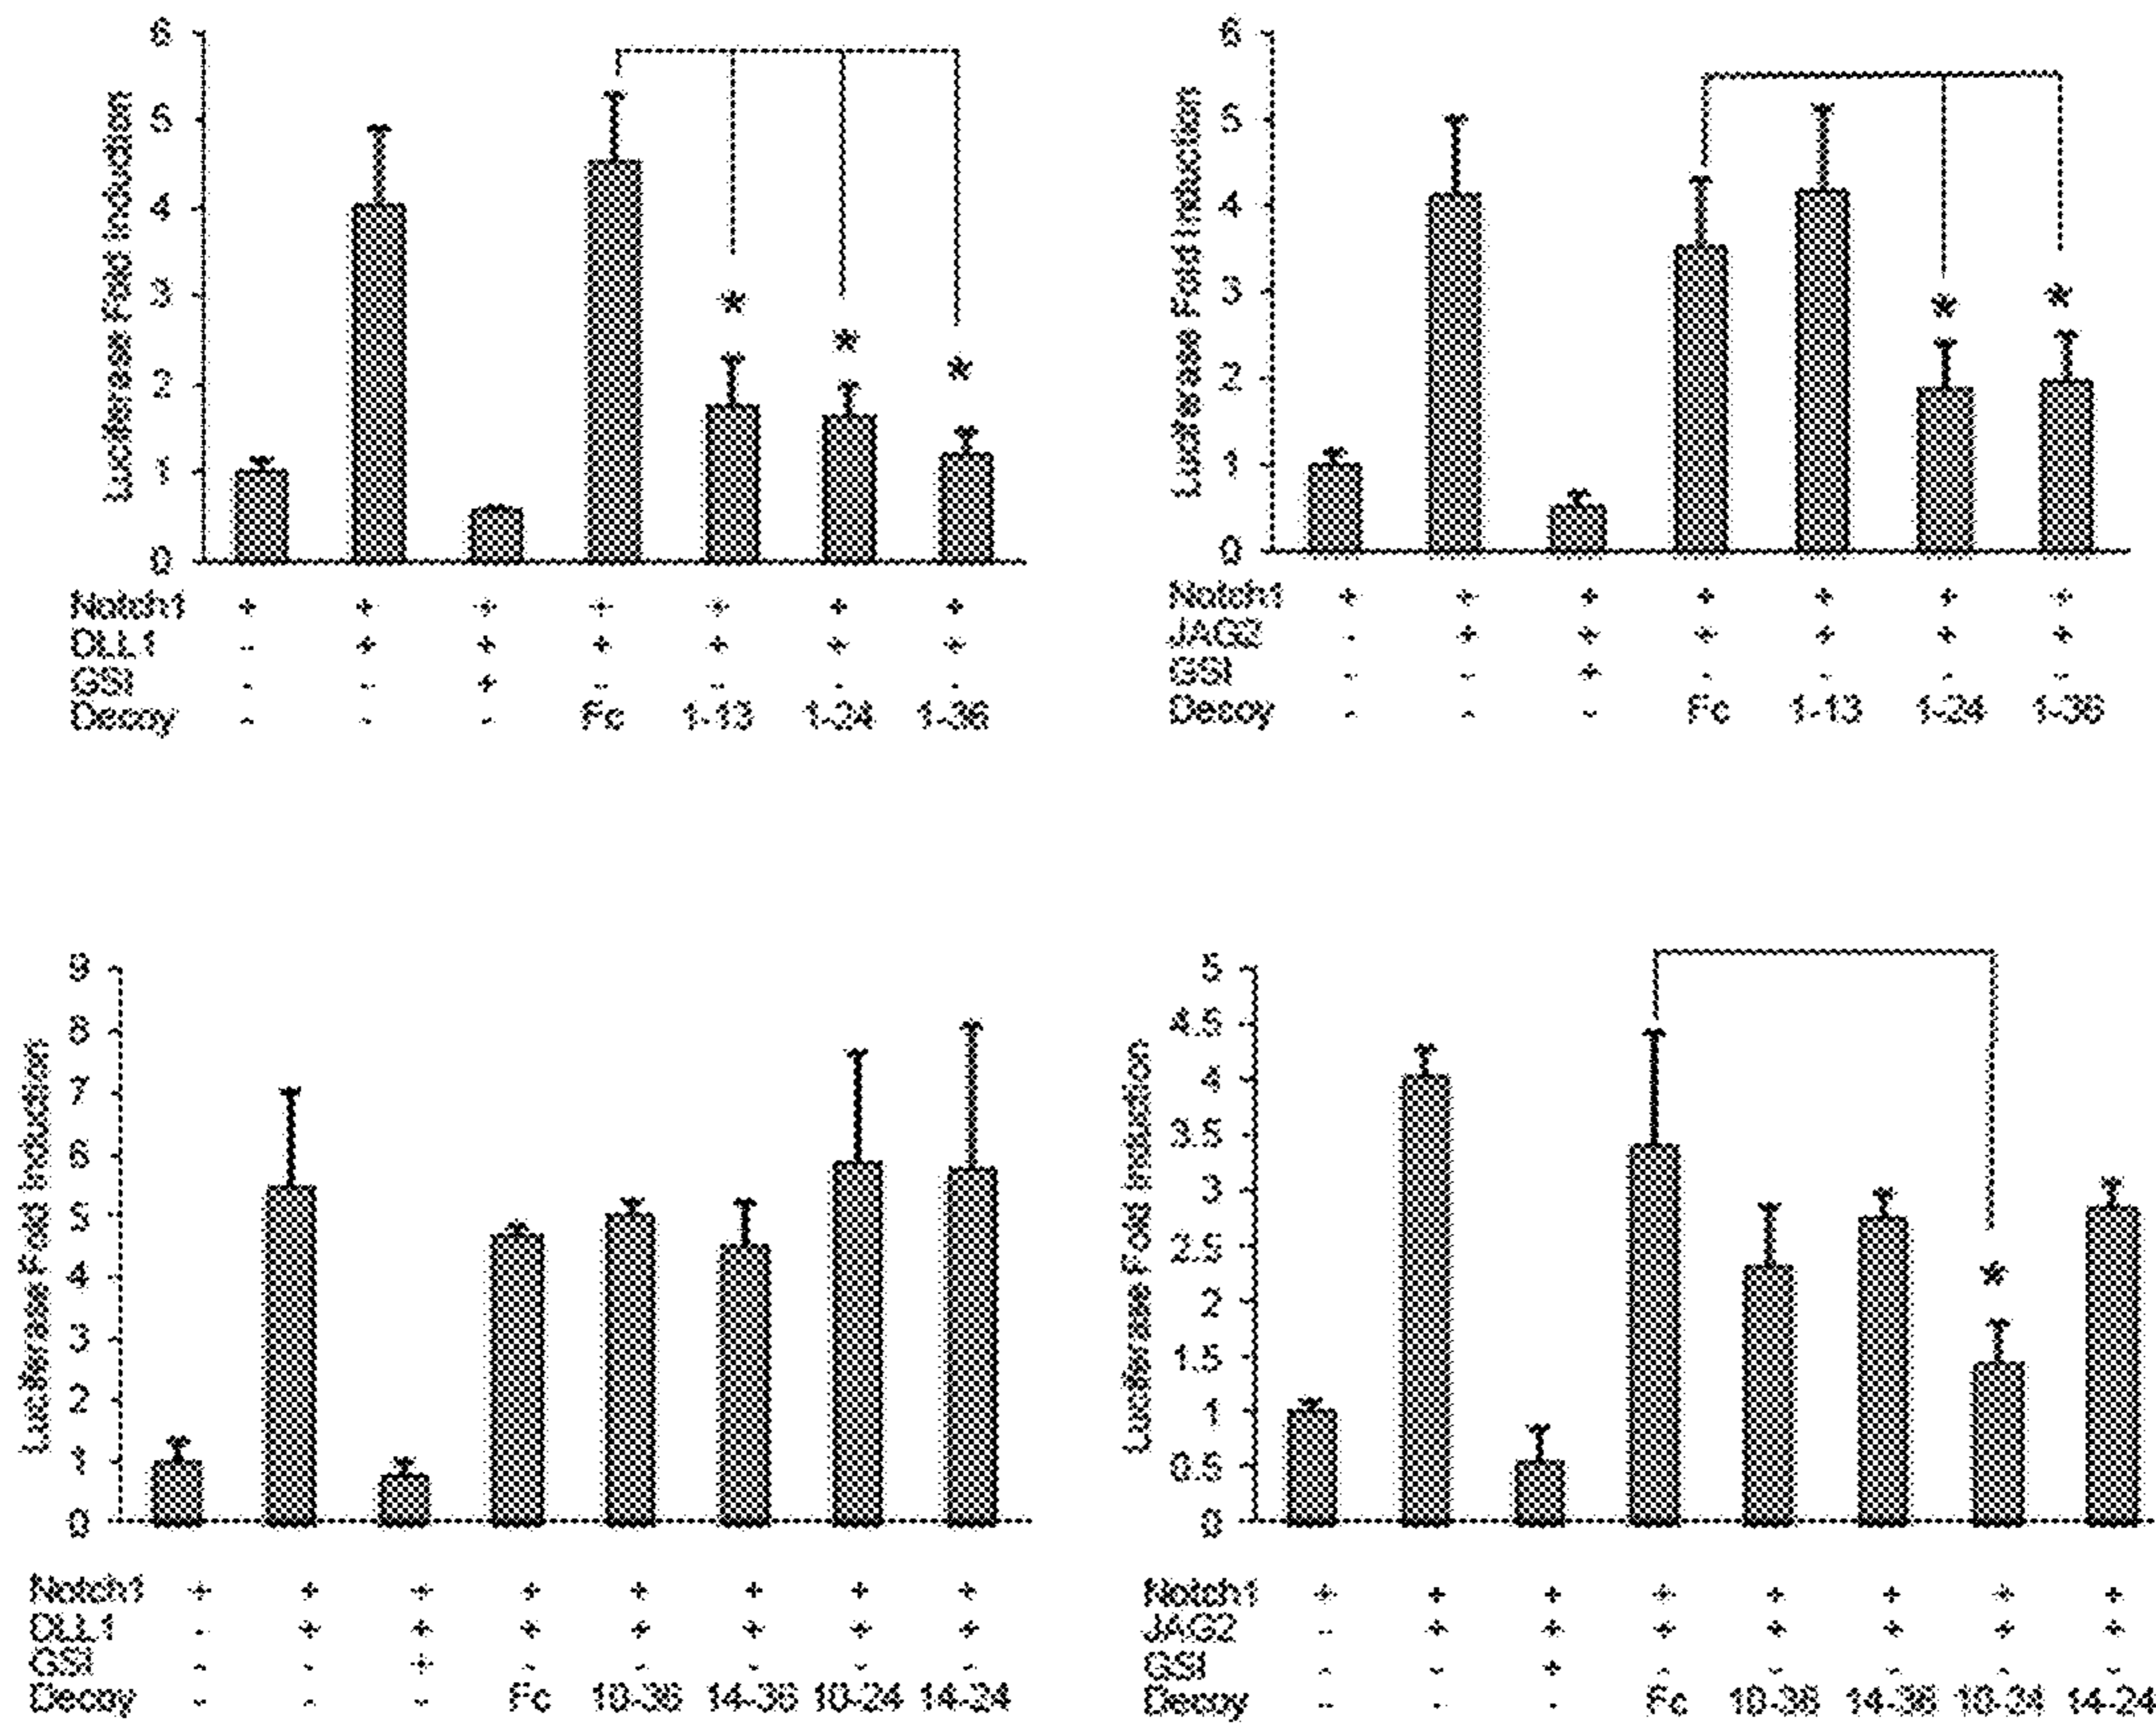 Luciferase Fold Induction
6
5
4
3
2
1
0
* * *
Notch1 + + + + + + +
DLL1 - + + + + + +
GSI - - + - - - -
Decoy - - - Fc 1-13 1-24 1-36
Luciferase Fold Induction
6
5
4
3
2
1
0
* *
Notch1 + + + + + + +
JAG2 - + + + + + +
GSI - - + - - - -
Decoy - - - Fc 1-13 1-24 1-36
Luciferase Fold Induction
9
8
7
6
5
4
3
2
1
0
Notch1 + + + + + + + +
DLL1 - + + + + + + +
GSI - - + - - - - -
Decoy - - - Fc 10-36 14-36 10-24 14-24
Luciferase Fold Induction
5
4.5
4
3.5
3
2.5
2
1.5
1
0.5
0
*
Notch1 + + + + + + + +
JAG2 - + + + + + + +
GSI - - + - - - - -
Decoy - - - Fc 10-36 14-36 10-24 14-24